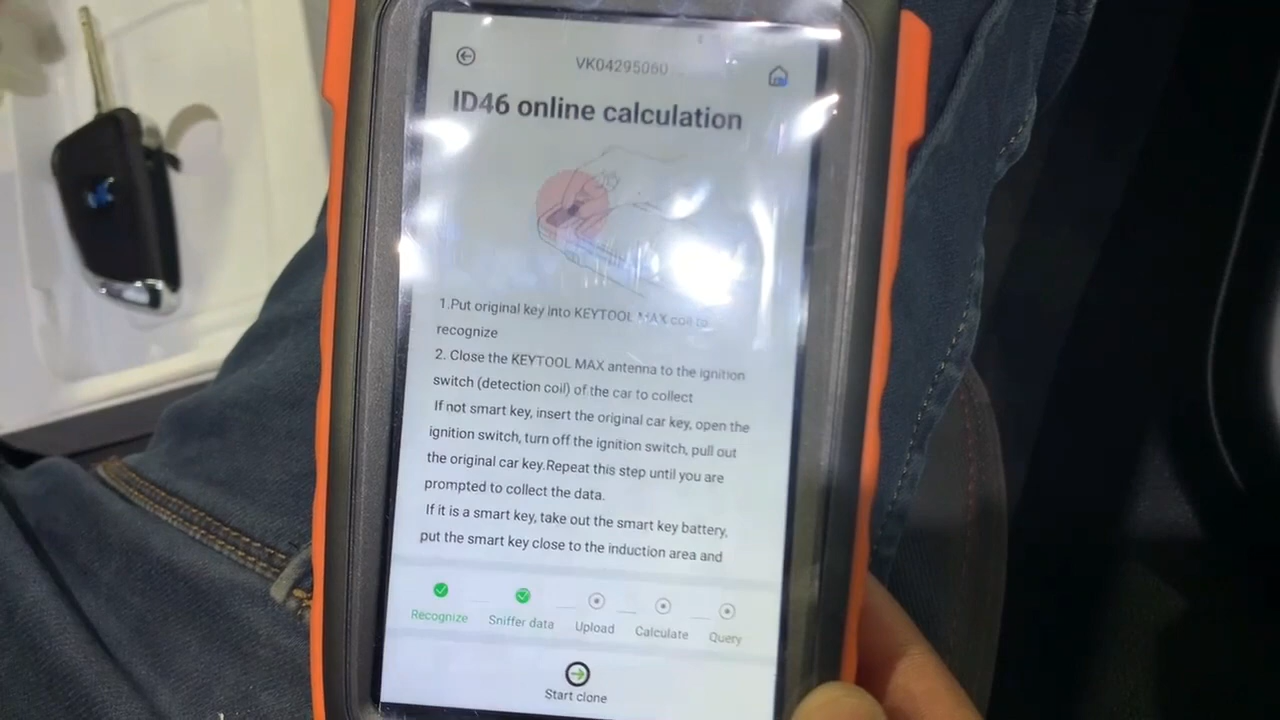 VK04295060
ID46 online calculation
1.Put original key into KEYTOOL MAX coil to
recognize
2. Close the KEYTOOL MAX antenna to the ignition
switch (detection coil) of the car to collect
If not smart key, insert the original car key, open the
ignition switch, turn off the ignition switch, pull out
the original car key.Repeat this step until you are
prompted to collect the data.
If it is a smart key, take out the smart key battery,
put the smart key close to the induction area and
Recognize
Sniffer data
Upload
Calculate
Query
Start clone